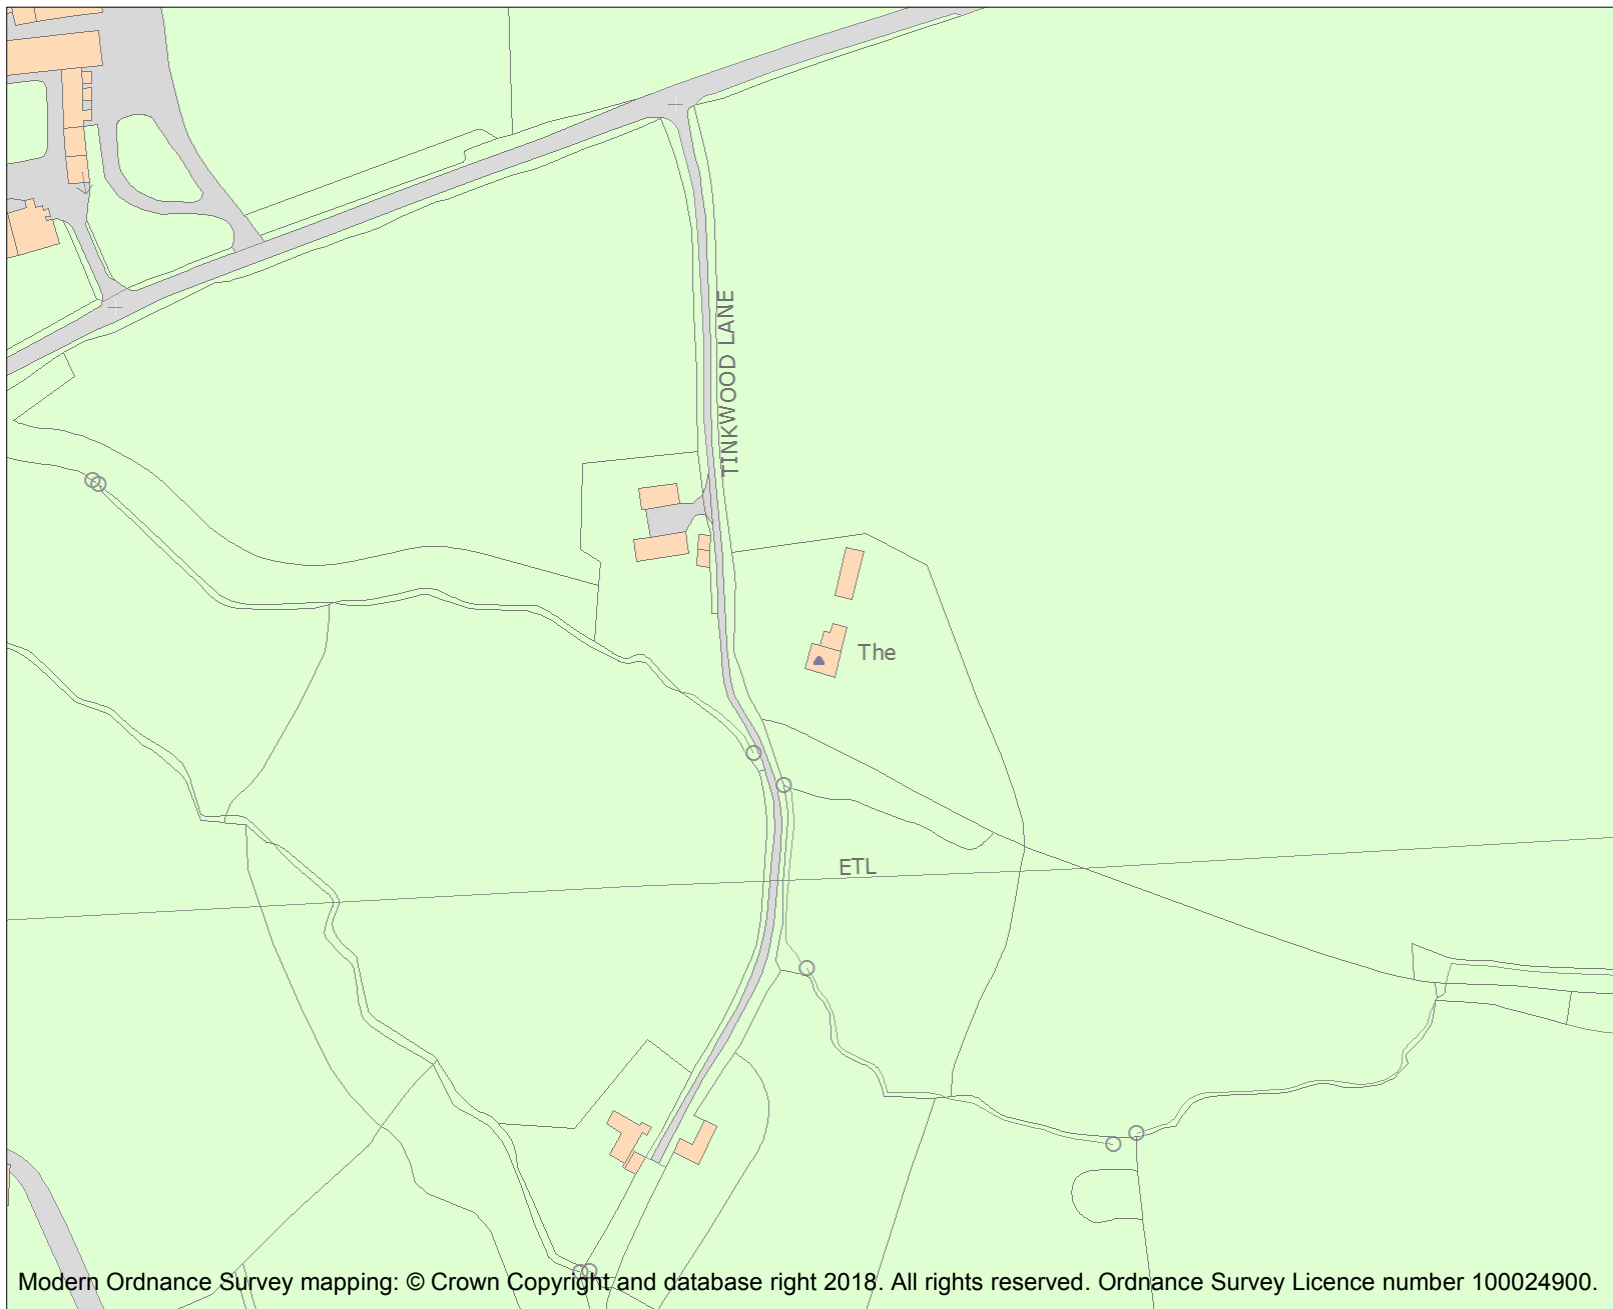 TINKWOOD LANE
The
ETL
Modern Ordnance Survey mapping: © Crown Copyright and database right 2018. All rights reserved. Ordnance Survey Licence number 100024900.